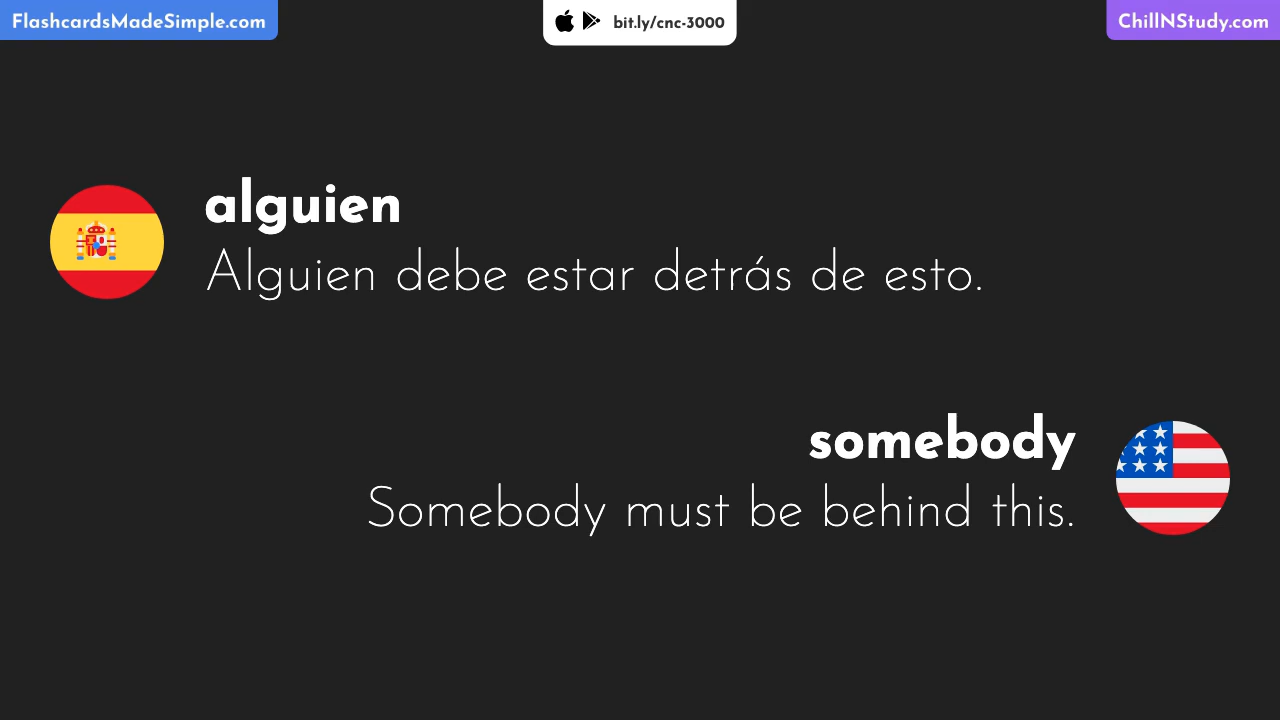 FlashcardsMadeSimple.com
bit.ly/cnc-3000
ChillNStudy.com
alguien
Alguien debe estar detrás de esto.
somebody
Somebody must be behind this.